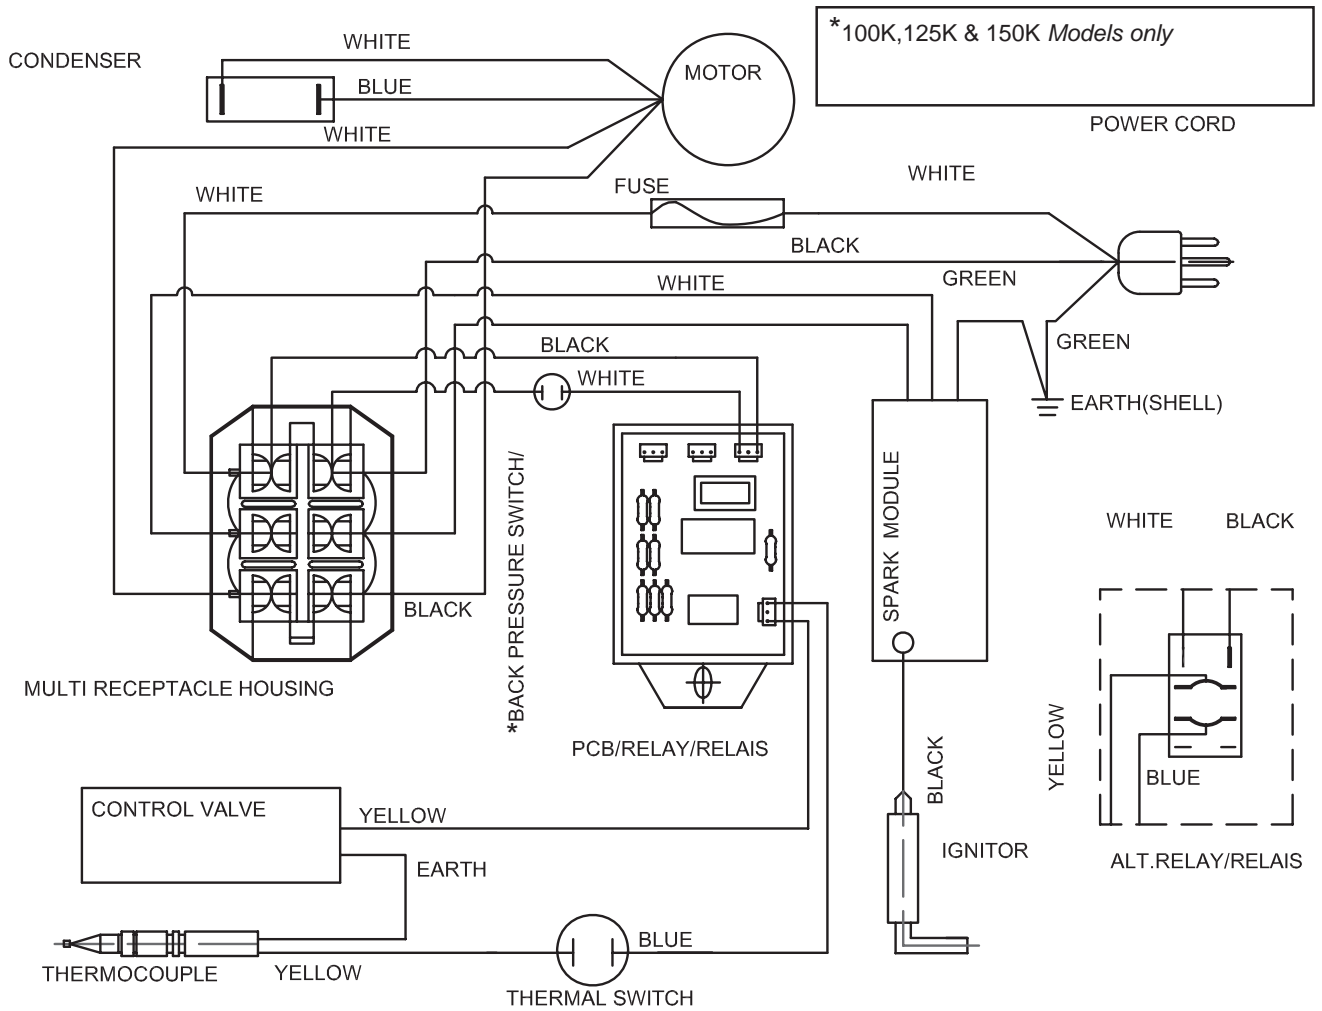 *100K,125K & 150K Models only
WHITE
CONDENSER
MOTOR
BLUE
POWER CORD
WHITE
WHITE
FUSE
WHITE
BLACK
GREEN
WHITE
GREEN
BLACK
WHITE
EARTH(SHELL)
*BACK PRESSURE SWITCH/
SPARK MODULE
WHITE
BLACK
BLACK
MULTI RECEPTACLE HOUSING
PCB/RELAY/RELAIS
YELLOW
BLACK
BLUE
CONTROL VALVE
YELLOW
IGNITOR
ALT.RELAY/RELAIS
EARTH
BLUE
THERMOCOUPLE
YELLOW
THERMAL SWITCH